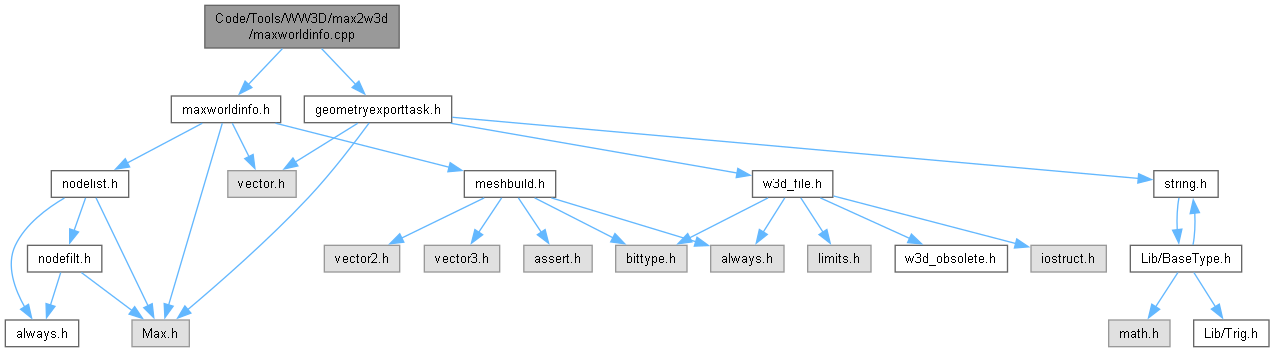 Code/Tools/WW3D/max2w3d
/maxworldinfo.cpp
maxworldinfo.h
geometryexporttask.h
nodelist.h
vector.h
meshbuild.h
w3d_file.h
string.h
nodefilt.h
vector2.h
vector3.h
assert.h
bittype.h
always.h
limits.h
w3d_obsolete.h
iostruct.h
Lib/BaseType.h
always.h
Max.h
math.h
Lib/Trig.h